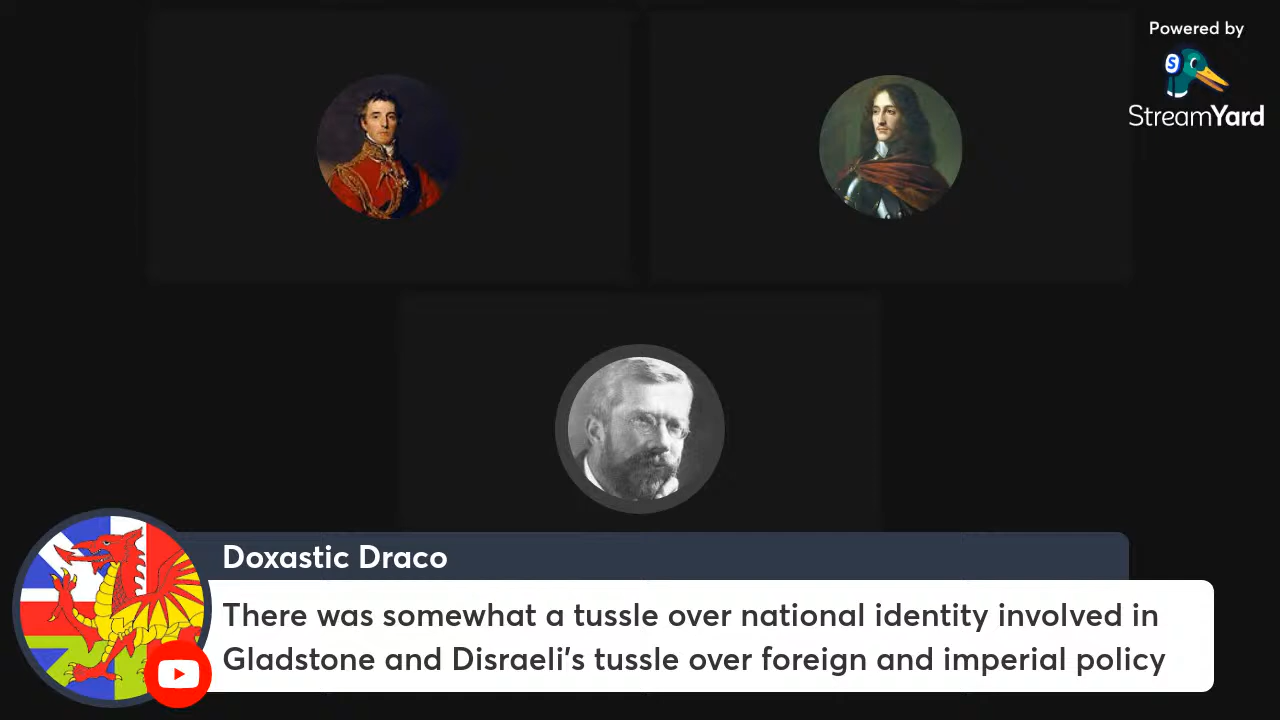 Powered by
S
StreamYard
Doxastic Draco
There was somewhat a tussle over national identity involved in
Gladstone and Disraeli's tussle over foreign and imperial policy